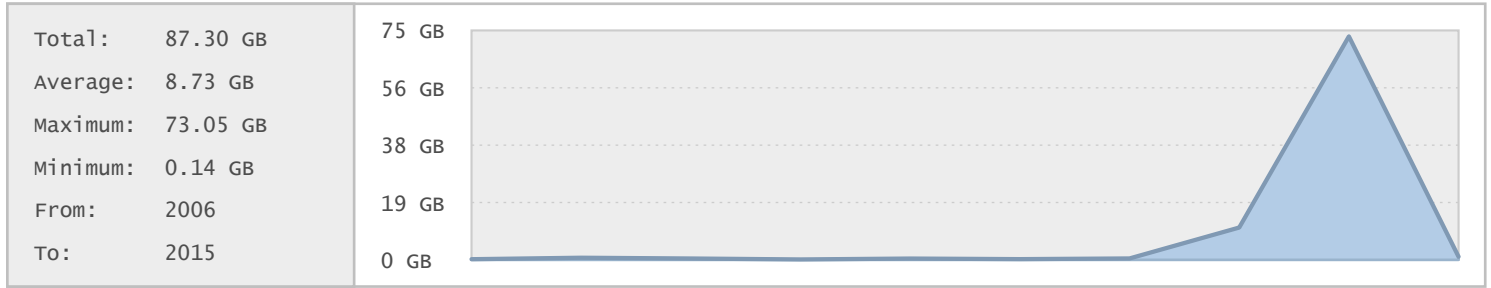 Total: 87.30 GB
Average: 8.73 GB
Maximum: 73.05 GB
Minimum: 0.14 GB
From: 2006
To: 2015
75 GB
56 GB
38 GB
19 GB
0 GB